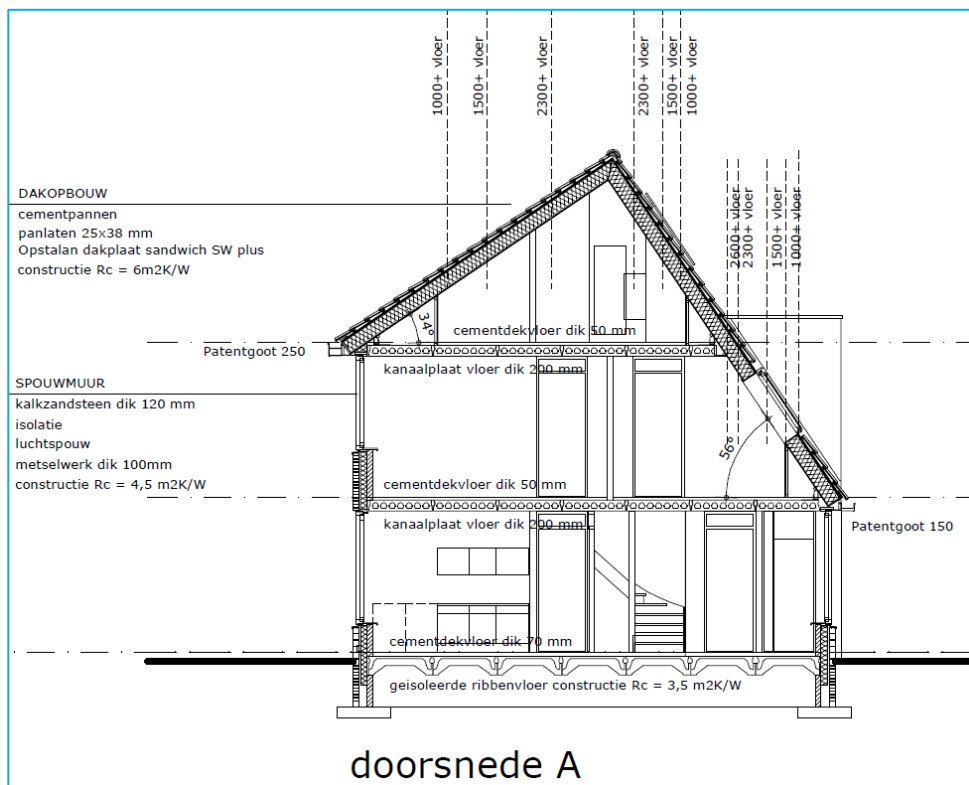 1000+ vloer
1500+ vloer
2300+ vloer
2300+ vloer
1500+ vloer
1000+ vloer
2600+ vloer
2300+ vloer
1500+ vloer
1000+ vloer
DAKOPBOUW
cementpannen
panlaten 25x38 mm
Opstalan dakplaat sandwich SW plus
constructie Rc = 6m2K/W
34°
cementdekvloer dik 50 mm
Patentgoot 250
kanaalplaat vloer dik 200 mm
SPOUWMUUR
kalkzandsteen dik 120 mm
isolatie
luchtspouw
metselwerk dik 100mm
constructie Rc = 4,5 m2K/W
56°
cementdekvloer dik 50 mm
kanaalplaat vloer dik 200 mm
Patentgoot 150
cementdekvloer dik 70 mm
geisoleerde ribbenvloer constructie Rc = 3,5 m2K/W
doorsnede A